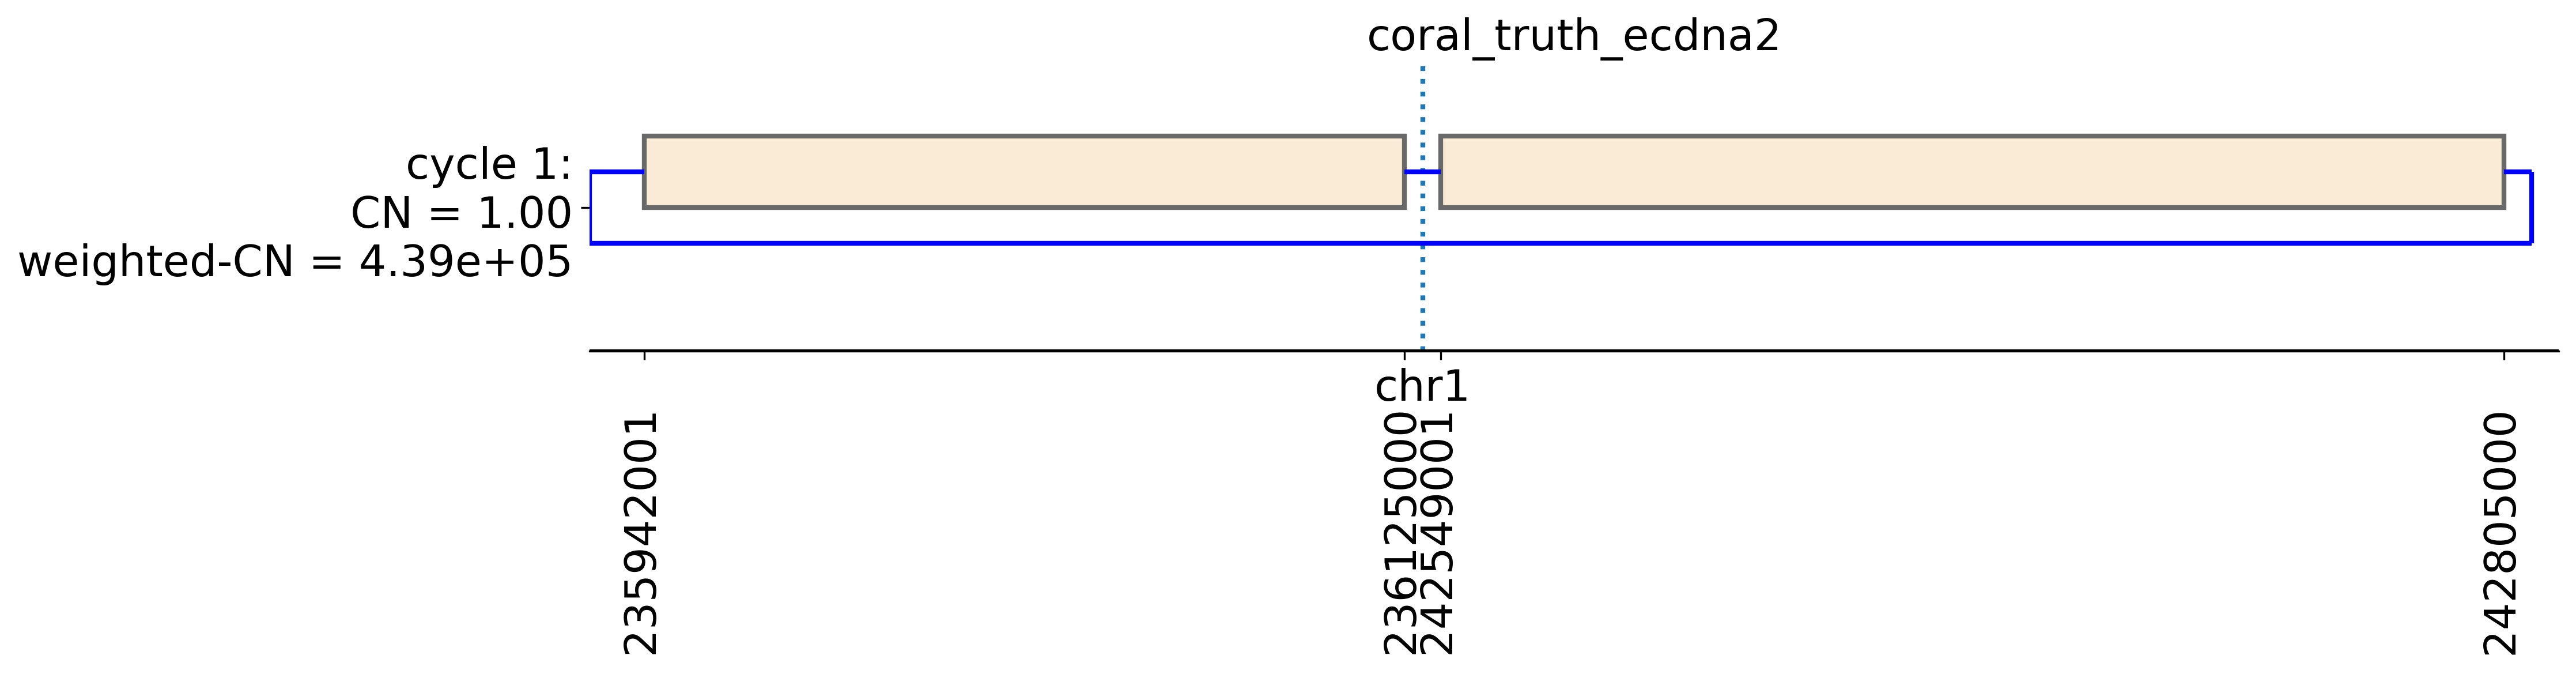 coral_truth_ecdna2
cycle 1:
CN = 1.00
weighted-CN = 4.39e+05
chr1
235942001
236125000
242549001
242805000